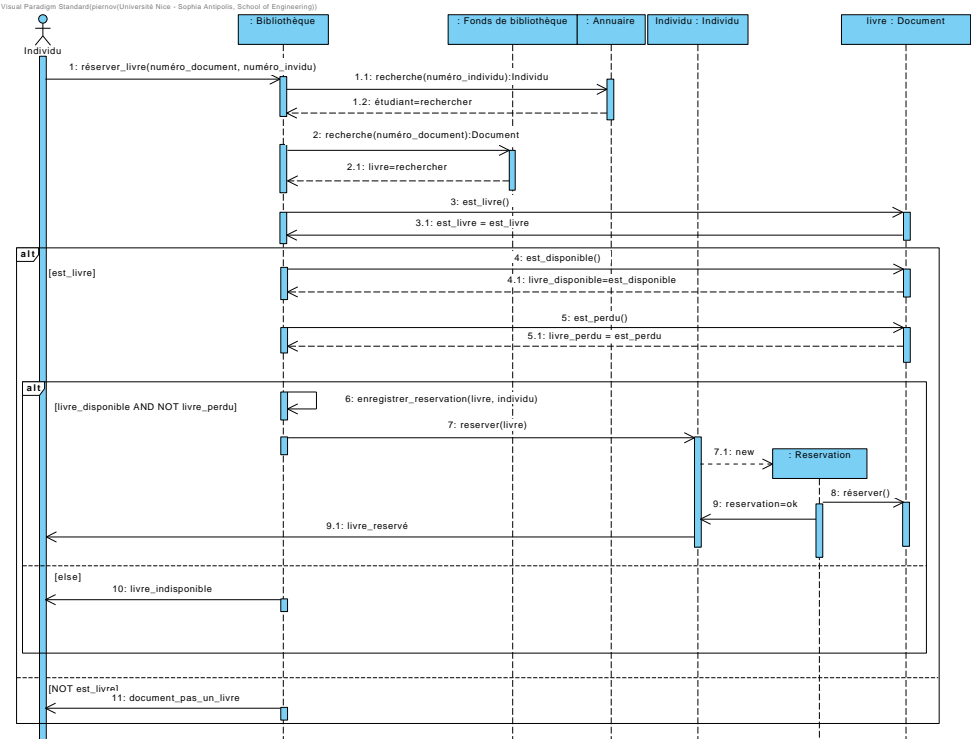 Visual Paradigm Standard(piernov(Université Nice - Sophia Antipolis, School of Engineering))
: Bibliothèque
: Fonds de bibliothèque
: Annuaire
Individu : Individu
livre : Document
Individu
1: réserver_livre(numéro_document, numéro_invidu)
1.1: recherche(numéro_individu):Individu
1.2: étudiant=rechercher
2: recherche(numéro_document):Document
2.1: livre=rechercher
3: est_livre()
3.1: est_livre = est_livre
alt
[est_livre]
4: est_disponible()
4.1: livre_disponible=est_disponible
5: est_perdu()
5.1: livre_perdu = est_perdu
alt
[livre_disponible AND NOT livre_perdu]
6: enregistrer_reservation(livre, individu)
7: reserver(livre)
7.1: new
: Reservation
8: réserver()
9: reservation=ok
9.1: livre_reservé
[else]
10: livre_indisponible
[NOT est_livre]
11: document_pas_un_livre